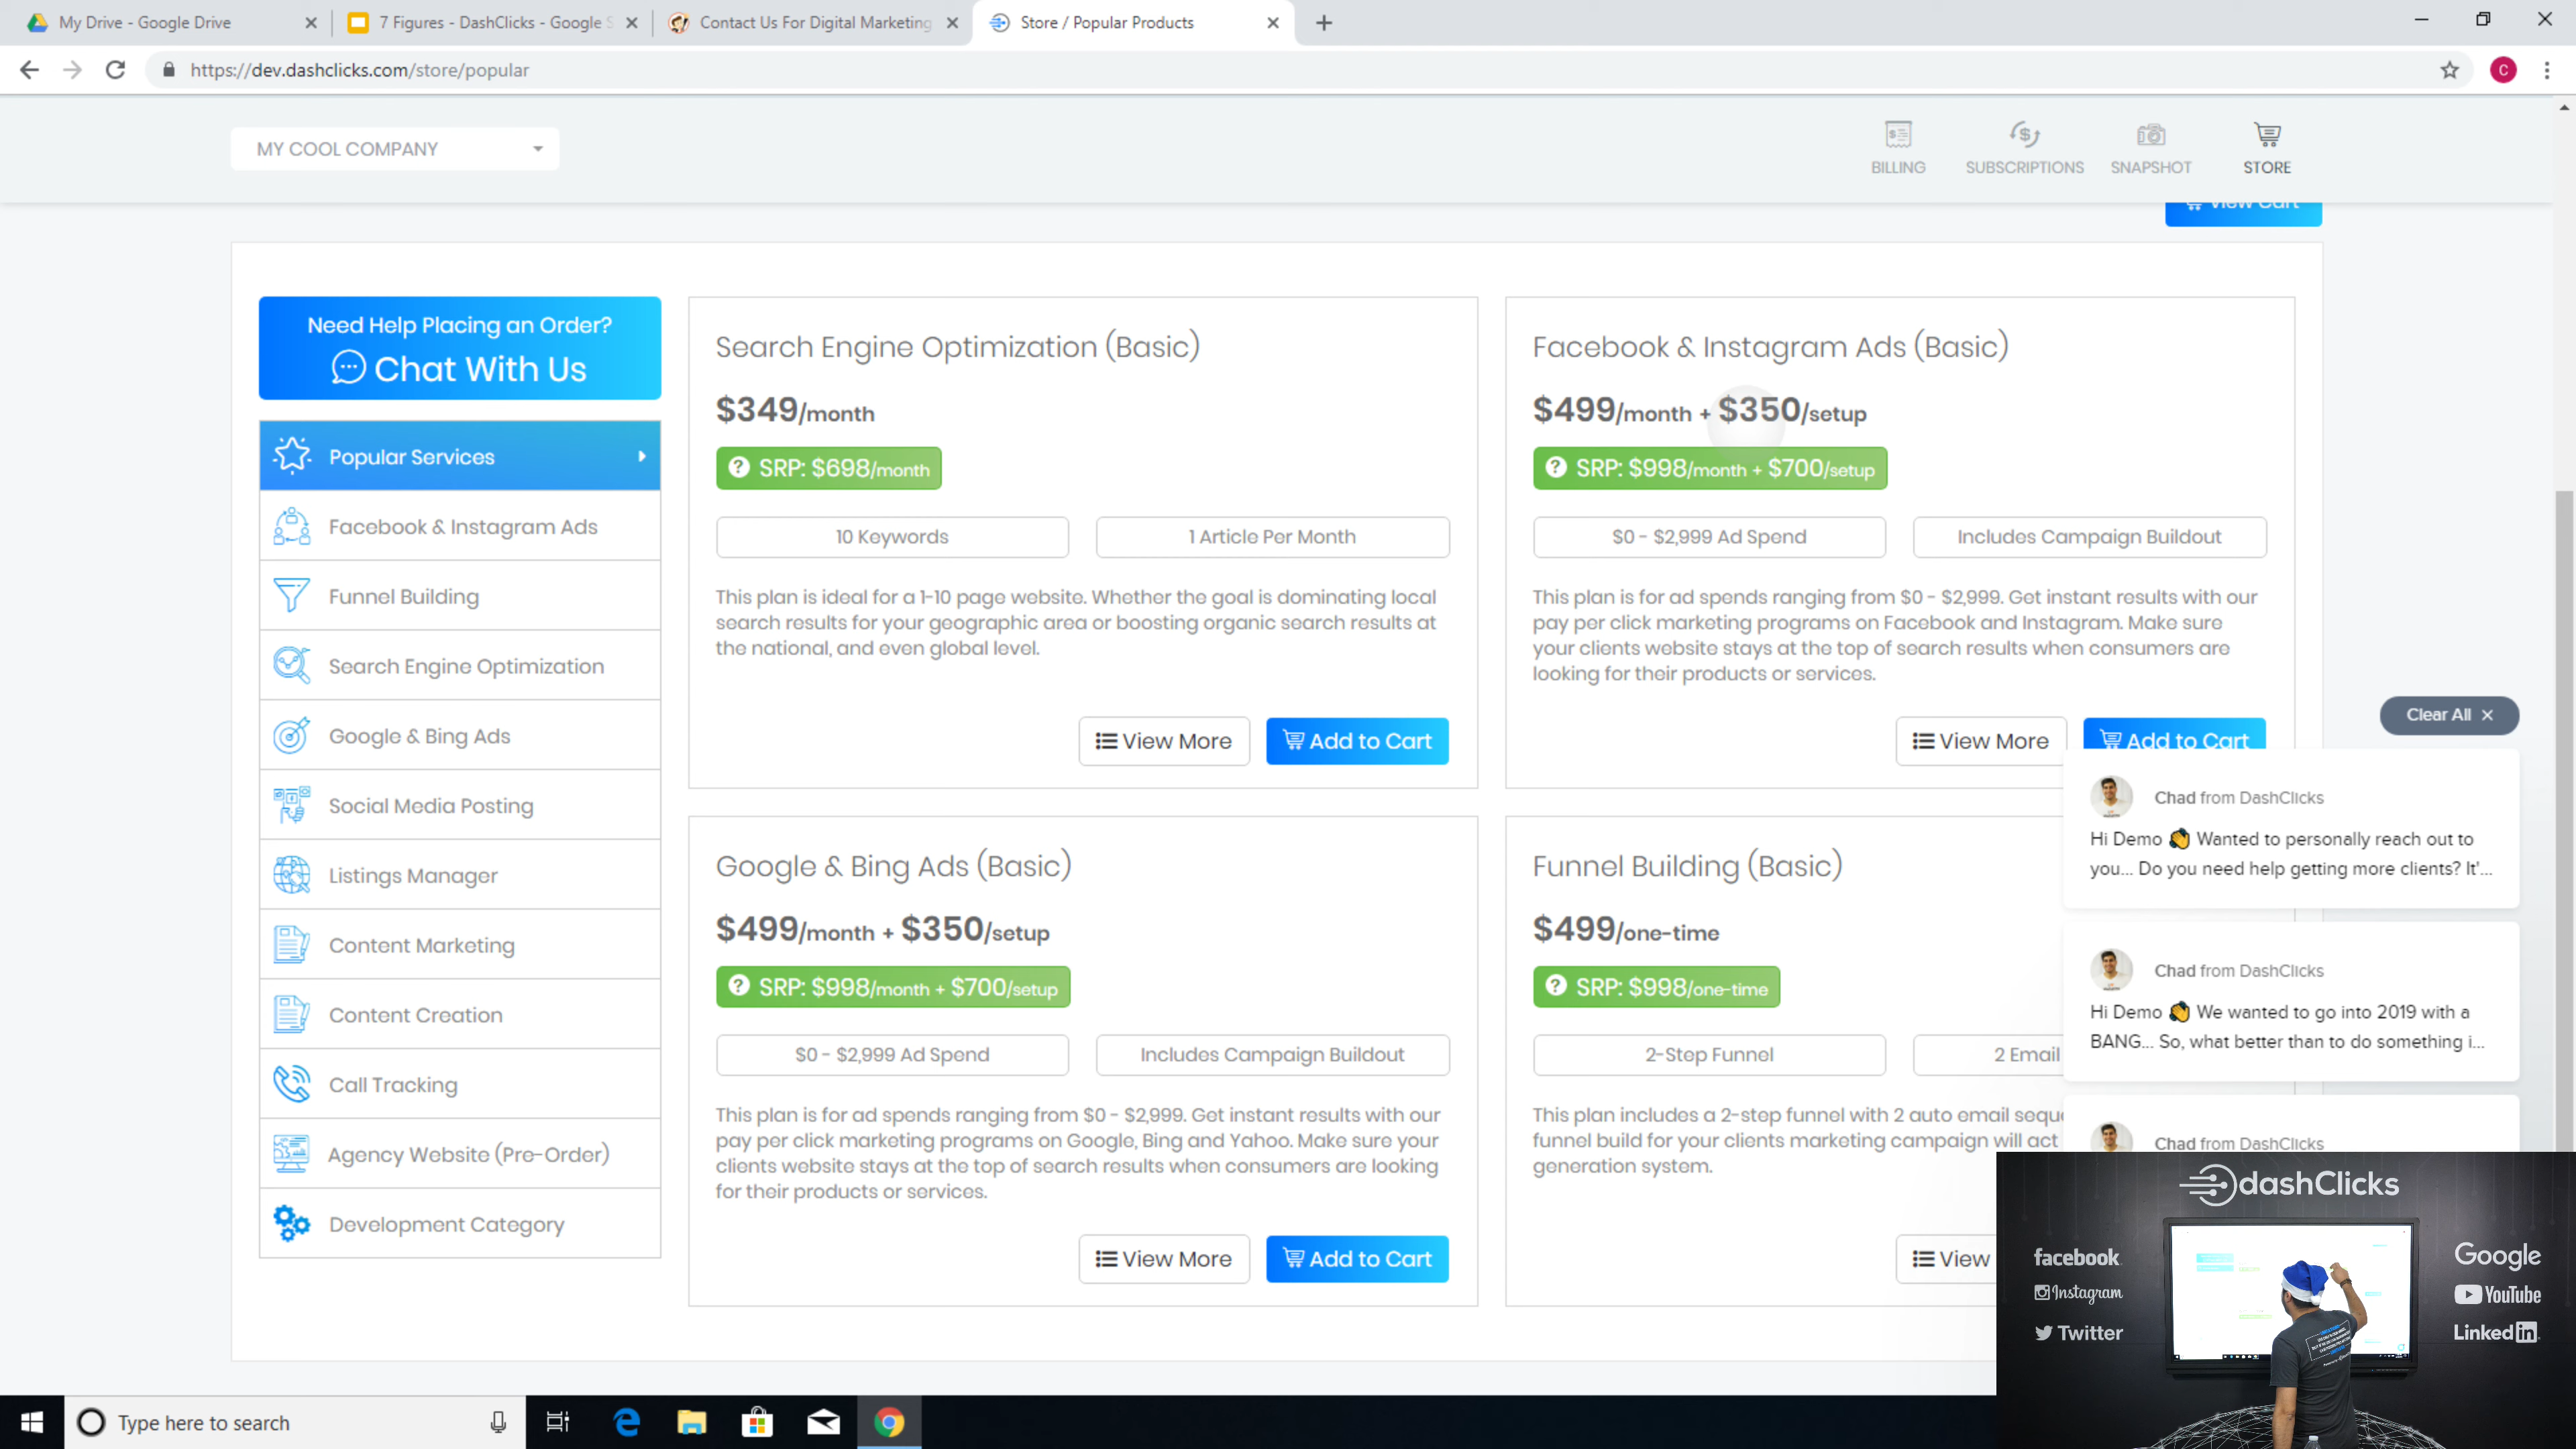 My Drive - Google Drive
7 Figures - DashClicks - Google S
Contact Us For Digital Marketing
Store / Popular Products
https://dev.dashclicks.com/store/popular
C
MY COOL COMPANY
BILLING
SUBSCRIPTIONS
SNAPSHOT
STORE
View Cart
Need Help Placing an Order?
Chat With Us
Popular Services
Facebook & Instagram Ads
Funnel Building
Search Engine Optimization
Google & Bing Ads
Social Media Posting
Listings Manager
Content Marketing
Content Creation
Call Tracking
Agency Website (Pre-Order)
Development Category
Search Engine Optimization (Basic)
$349/month
? SRP: $698/month
10 Keywords
1 Article Per Month
This plan is ideal for a 1-10 page website. Whether the goal is dominating local
search results for your geographic area or boosting organic search results at
the national, and even global level.
View More
Add to Cart
Facebook & Instagram Ads (Basic)
$499/month + $350/setup
? SRP: $998/month + $700/setup
$0 - $2,999 Ad Spend
Includes Campaign Buildout
This plan is for ad spends ranging from $0 - $2,999. Get instant results with our
pay per click marketing programs on Facebook and Instagram. Make sure
your clients website stays at the top of search results when consumers are
looking for their products or services.
View More
Add to Cart
Google & Bing Ads (Basic)
$499/month + $350/setup
? SRP: $998/month + $700/setup
$0 - $2,999 Ad Spend
Includes Campaign Buildout
This plan is for ad spends ranging from $0 - $2,999. Get instant results with our
pay per click marketing programs on Google, Bing and Yahoo. Make sure your
clients website stays at the top of search results when consumers are looking
for their products or services.
View More
Add to Cart
Funnel Building (Basic)
$499/one-time
? SRP: $998/one-time
2-Step Funnel
2 Email
This plan includes a 2-step funnel with 2 auto email sequ
funnel build for your clients marketing campaign will act
generation system.
View
Clear All
Chad from DashClicks
Hi Demo 👏 Wanted to personally reach out to
you... Do you need help getting more clients? It'...
Chad from DashClicks
Hi Demo 👏 We wanted to go into 2019 with a
BANG... So, what better than to do something i...
Chad from DashClicks
dashClicks
facebook
Instagram
Twitter
Google
YouTube
Linkedin
Type here to search